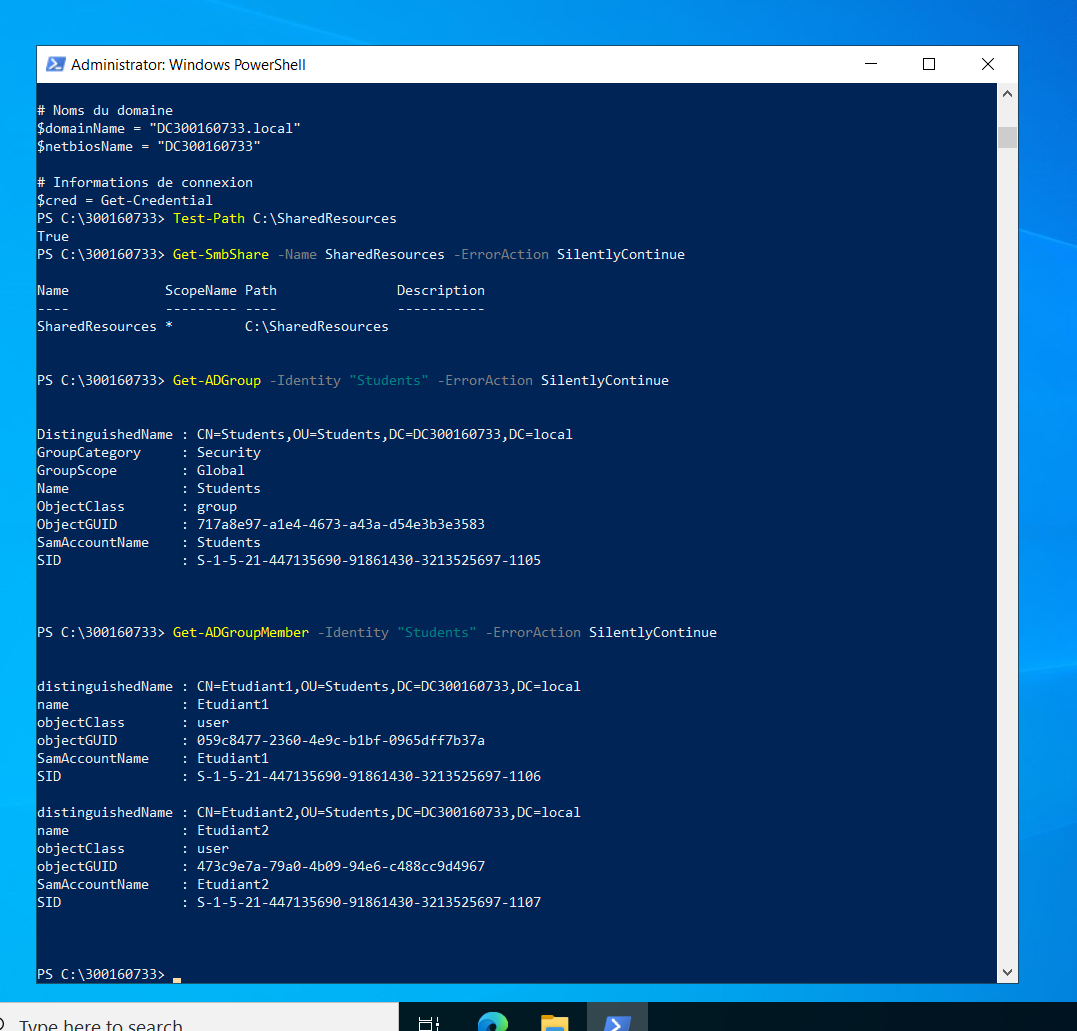 Administrator: Windows PowerShell
# Noms du domaine
$domainName = "DC300160733.local"
$netbiosName = "DC300160733"
# Informations de connexion
$cred = Get-Credential
PS C:\300160733> Test-Path C:\SharedResources
True
PS C:\300160733> Get-SmbShare -Name SharedResources -ErrorAction SilentlyContinue
Name            ScopeName Path               Description
----            --------- ----               -----------
SharedResources *         C:\SharedResources
PS C:\300160733> Get-ADGroup -Identity "Students" -ErrorAction SilentlyContinue
DistinguishedName : CN=Students,OU=Students,DC=DC300160733,DC=local
GroupCategory     : Security
GroupScope        : Global
Name              : Students
ObjectClass       : group
ObjectGUID        : 717a8e97-a1e4-4673-a43a-d54e3b3e3583
SamAccountName    : Students
SID               : S-1-5-21-447135690-91861430-3213525697-1105
PS C:\300160733> Get-ADGroupMember -Identity "Students" -ErrorAction SilentlyContinue
distinguishedName : CN=Etudiant1,OU=Students,DC=DC300160733,DC=local
name              : Etudiant1
objectClass       : user
objectGUID        : 059c8477-2360-4e9c-b1bf-0965dff7b37a
SamAccountName    : Etudiant1
SID               : S-1-5-21-447135690-91861430-3213525697-1106
distinguishedName : CN=Etudiant2,OU=Students,DC=DC300160733,DC=local
name              : Etudiant2
objectClass       : user
objectGUID        : 473c9e7a-79a0-4b09-94e6-c488cc9d4967
SamAccountName    : Etudiant2
SID               : S-1-5-21-447135690-91861430-3213525697-1107
PS C:\300160733>
Type here to search